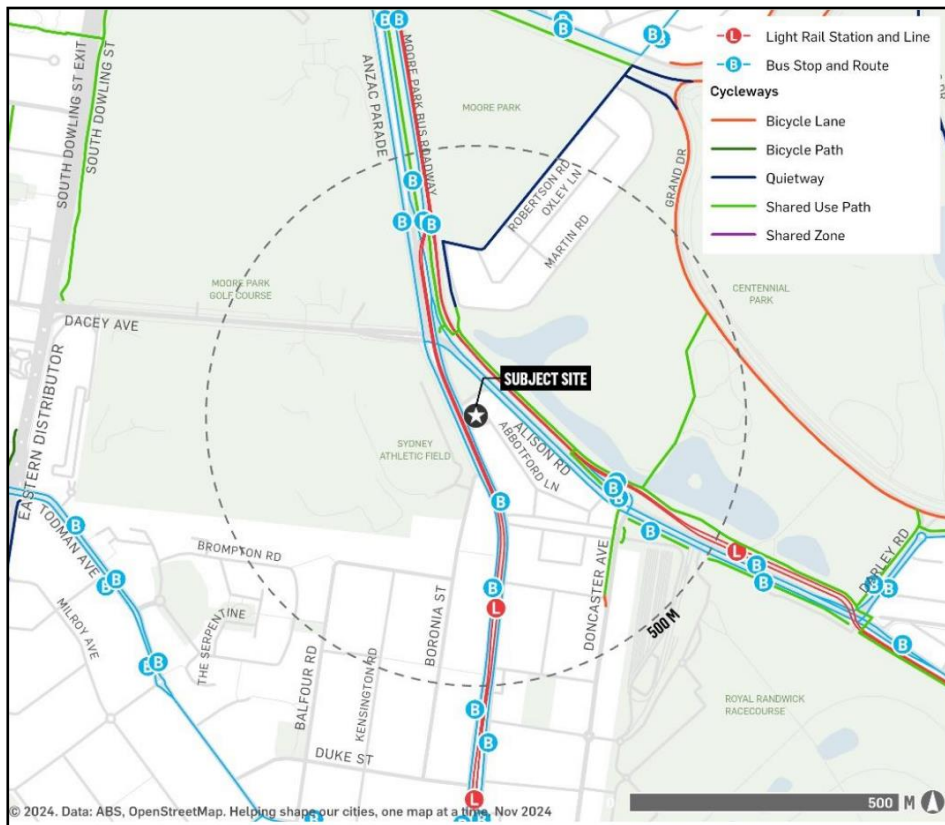 Light Rail Station and Line
Bus Stop and Route
Cycleways
Bicycle Lane
Bicycle Path
Quietway
Shared Use Path
Shared Zone
L
B
SOUTH DOWLING ST EXIT
SOUTH DOWLING ST
ANZAC PARADE
MOORE PARK BUS ROADWAY
MOORE PARK
ROBERTSON RD
OXLEY LN
MARTIN RD
GRAND DR
MOORE PARK
GOLF COURSE
CENTENNIAL
PARK
DACEY AVE
EASTERN DISTRIBUTOR
SUBJECT SITE
ALISON RD
ABBOTFORD LN
SYDNEY
ATHLETIC FIELD
TODMAN AVE
BROMPTON RD
MILROY AVE
THE SERPENTINE
BORONIA ST
DONCASTER AVE
DARLEY RD
500 M
BALFOUR RD
KENSINGTON RD
DUKE ST
ROYAL RANDWICK
RACECOURSE
© 2024. Data: ABS, OpenStreetMap. Helping shape our cities, one map at a time, Nov 2024
500 M